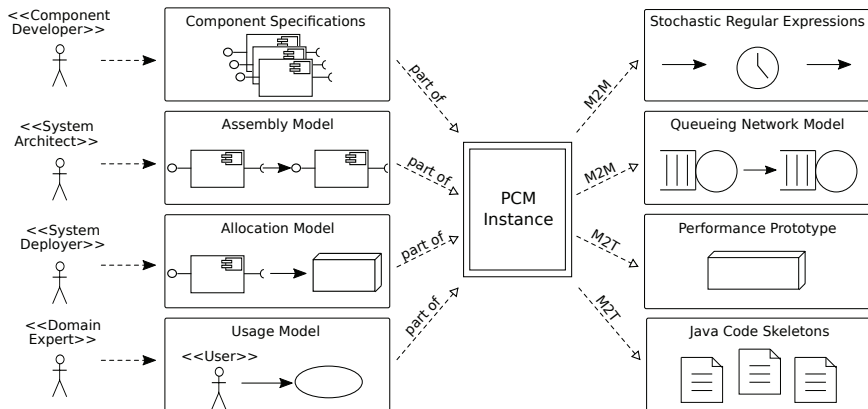 <<Component
Developer>>
Component Specifications
part of
M2M
Stochastic Regular Expressions
<<System
Architect>>
Assembly Model
part of
M2M
Queueing Network Model
PCM
Instance
<<System
Deployer>>
Allocation Model
part of
M2T
Performance Prototype
<<Domain
Expert>>
Usage Model
<<User>>
part of
M2T
Java Code Skeletons